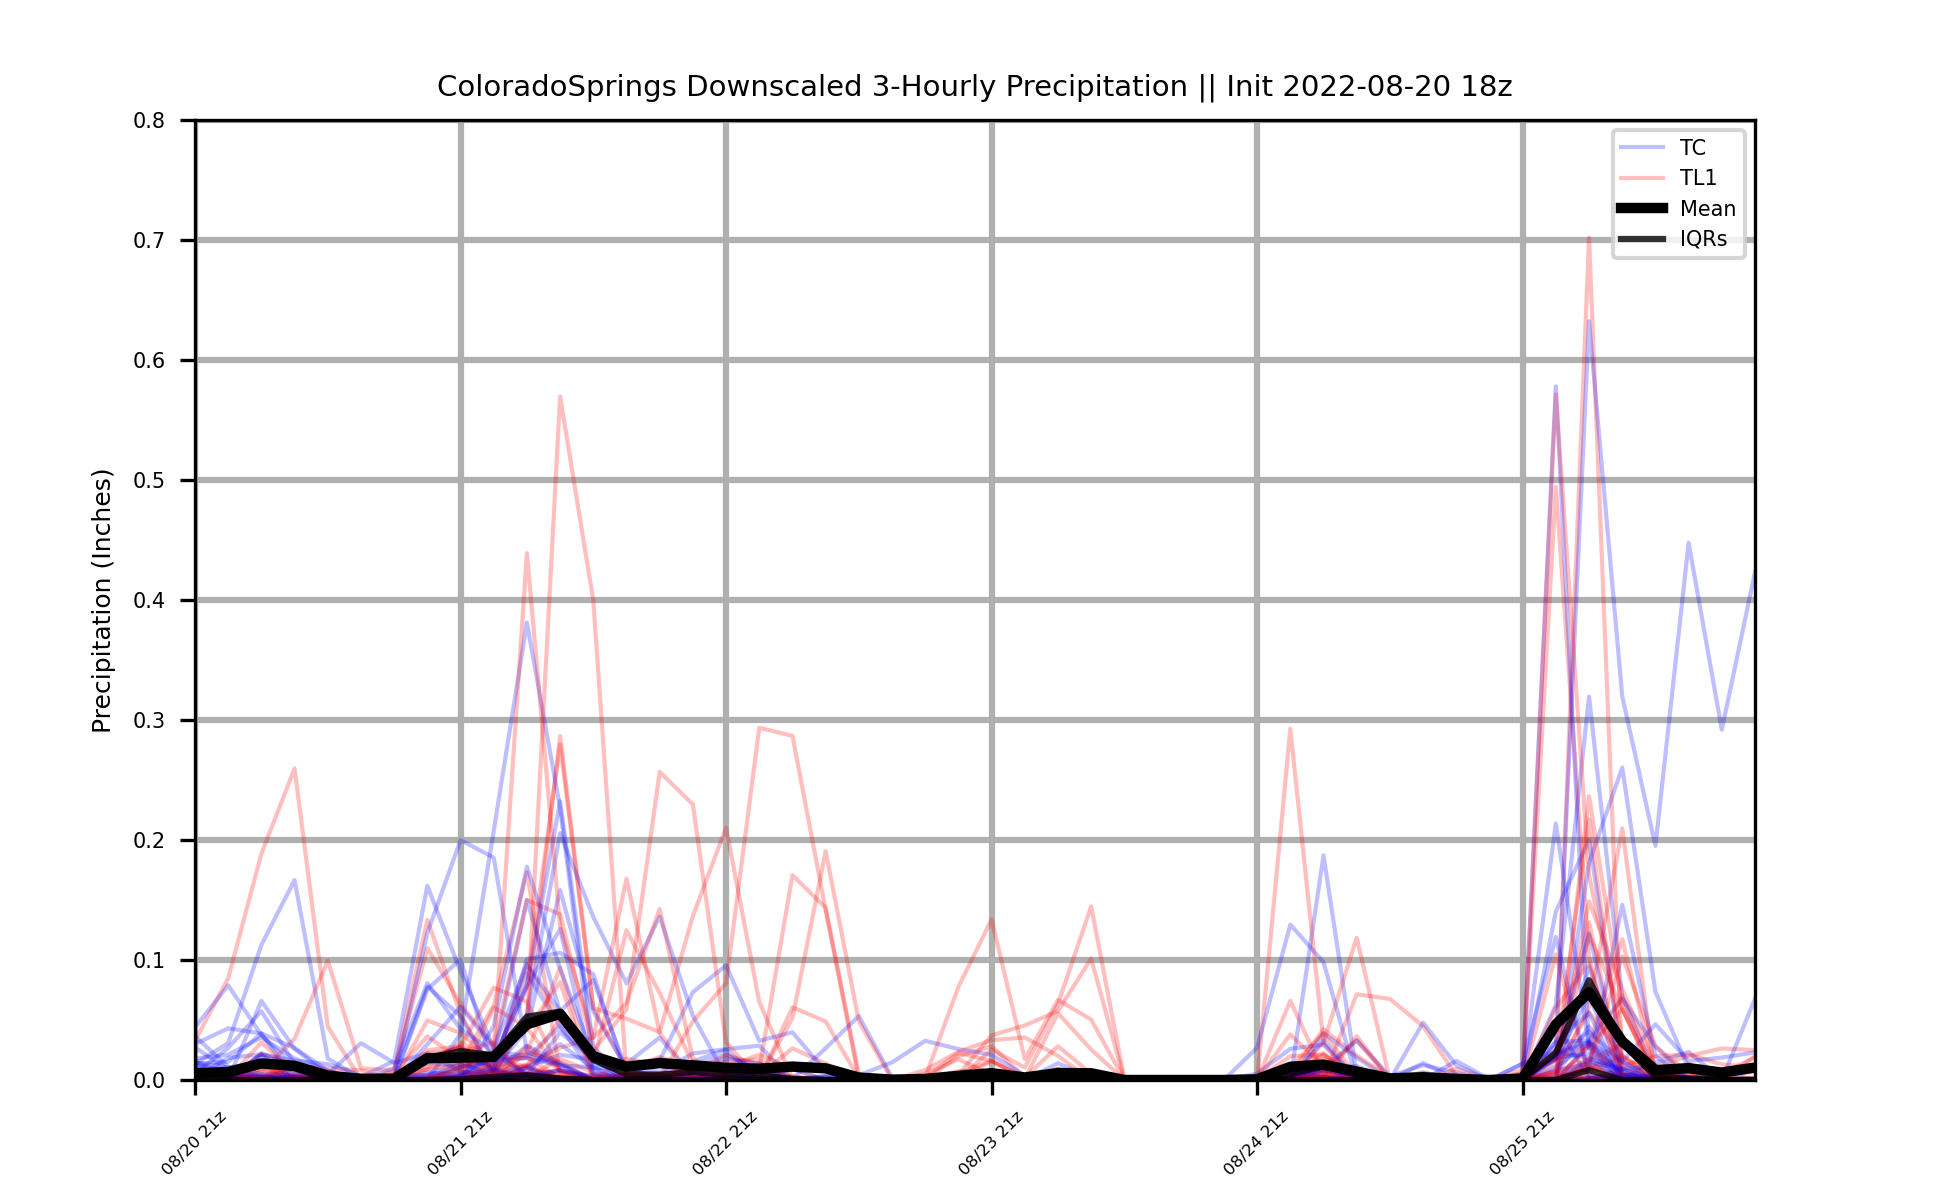 ColoradoSprings Downscaled 3-Hourly Precipitation || Init 2022-08-20 18z
Precipitation (Inches)
0.8
0.7
0.6
0.5
0.4
0.3
0.2
0.1
0.0
TC
TL1
Mean
IQRs
08/20 21z
08/21 21z
08/22 21z
08/23 21z
08/24 21z
08/25 21z